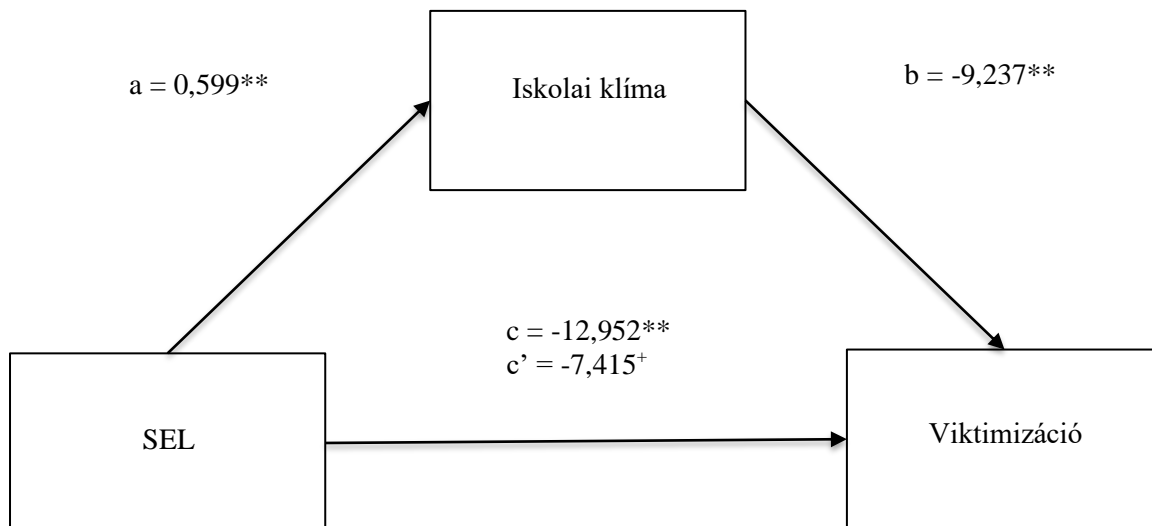 a = 0,599**
Iskolai klíma
b = -9,237**
c = -12,952**
c’ = -7,415⁺
SEL
Viktimizáció